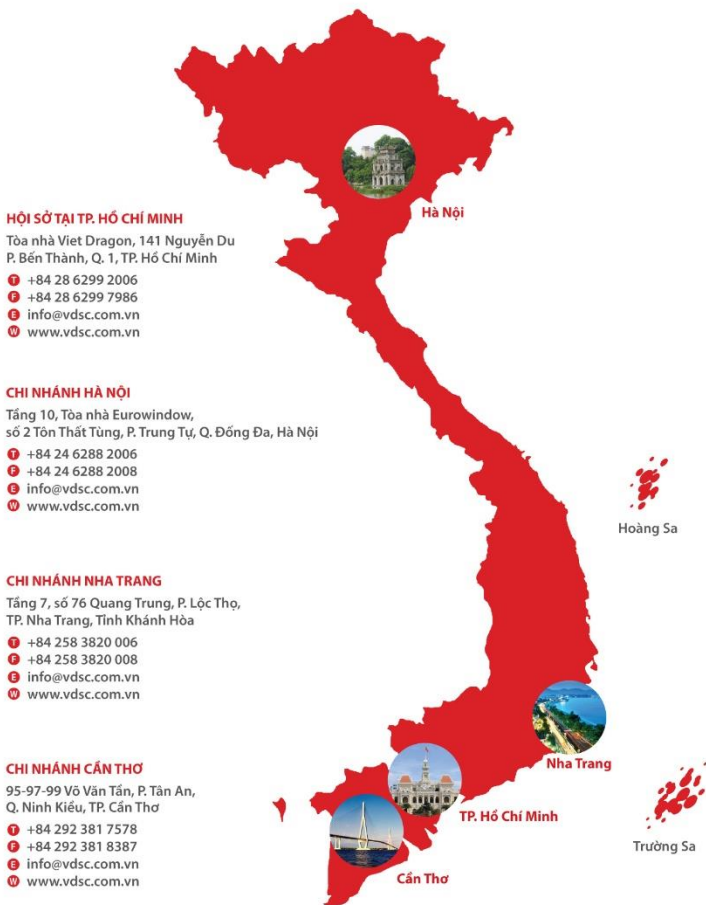 HỘI SỞ TẠI TP. HỒ CHÍ MINH
Tòa nhà Viet Dragon, 141 Nguyễn Du
P. Bến Thành, Q. 1, TP. Hồ Chí Minh
T +84 28 6299 2006
F +84 28 6299 7986
E info@vdsc.com.vn
W www.vdsc.com.vn
CHI NHÁNH HÀ NỘI
Tầng 10, Tòa nhà Eurowindow,
số 2 Tôn Thất Tùng, P. Trung Tự, Q. Đống Đa, Hà Nội
T +84 24 6288 2006
F +84 24 6288 2008
E info@vdsc.com.vn
W www.vdsc.com.vn
CHI NHÁNH NHA TRANG
Tầng 7, số 76 Quang Trung, P. Lộc Thọ,
TP. Nha Trang, Tỉnh Khánh Hòa
T +84 258 3820 006
F +84 258 3820 008
E info@vdsc.com.vn
W www.vdsc.com.vn
CHI NHÁNH CẦN THƠ
95-97-99 Võ Văn Tần, P. Tân An,
Q. Ninh Kiều, TP. Cần Thơ
T +84 292 381 7578
F +84 292 381 8387
E info@vdsc.com.vn
W www.vdsc.com.vn
Hà Nội
Hoàng Sa
Nha Trang
TP. Hồ Chí Minh
Trường Sa
Cần Thơ